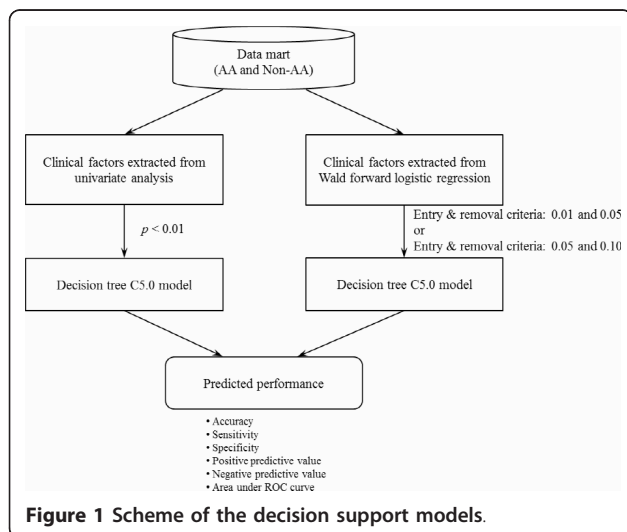 Data mart
(AA and Non-AA)
Clinical factors extracted from
univariate analysis
Clinical factors extracted from
Wald forward logistic regression
p < 0.01
Entry & removal criteria: 0.01 and 0.05
or
Entry & removal criteria: 0.05 and 0.10
Decision tree C5.0 model
Decision tree C5.0 model
Predicted performance
• Accuracy
• Sensitivity
• Specificity
• Positive predictive value
• Negative predictive value
• Area under ROC curve
Figure 1 Scheme of the decision support models.